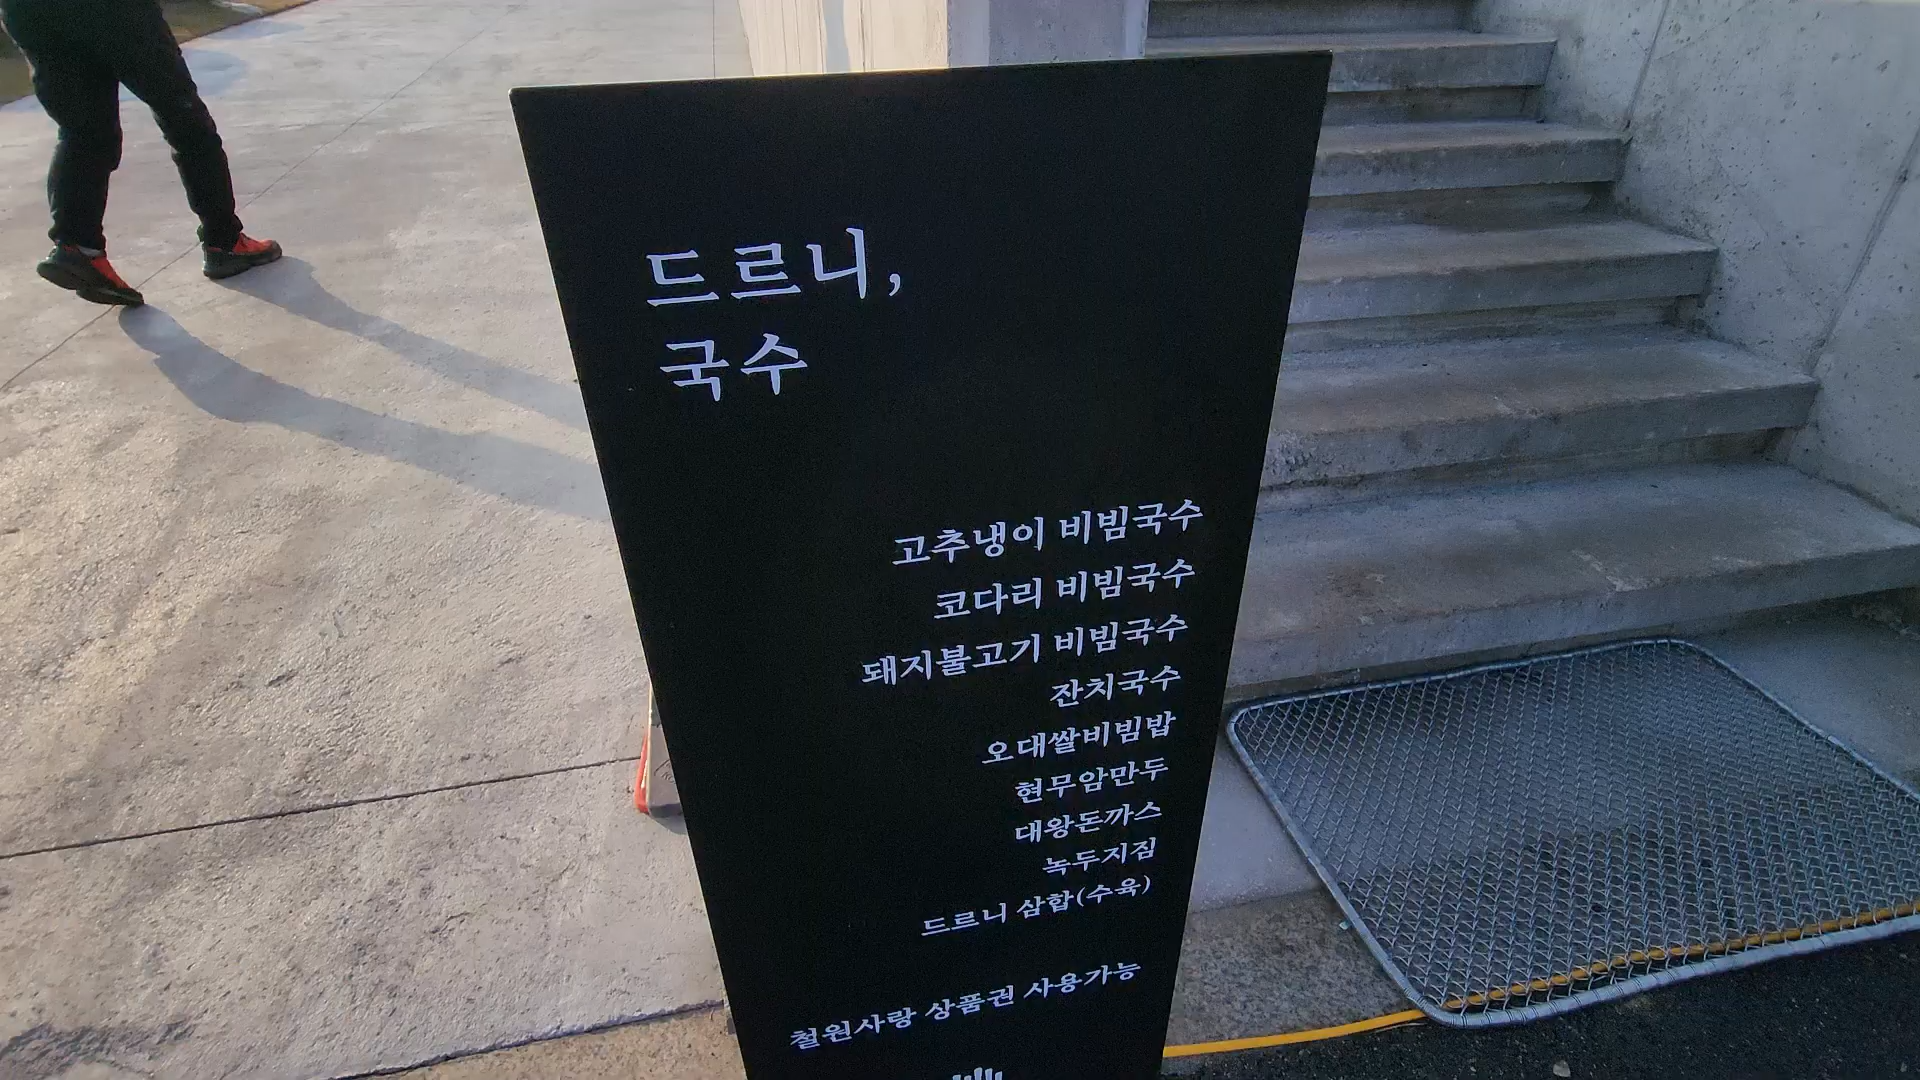 드르니,
국수
고추냉이 비빔국수
코다리 비빔국수
돼지불고기 비빔국수
잔치국수
오대쌀비빔밥
현무암만두
대왕돈까스
녹두지짐
드르니 삼합(수육)
철원사랑 상품권 사용가능